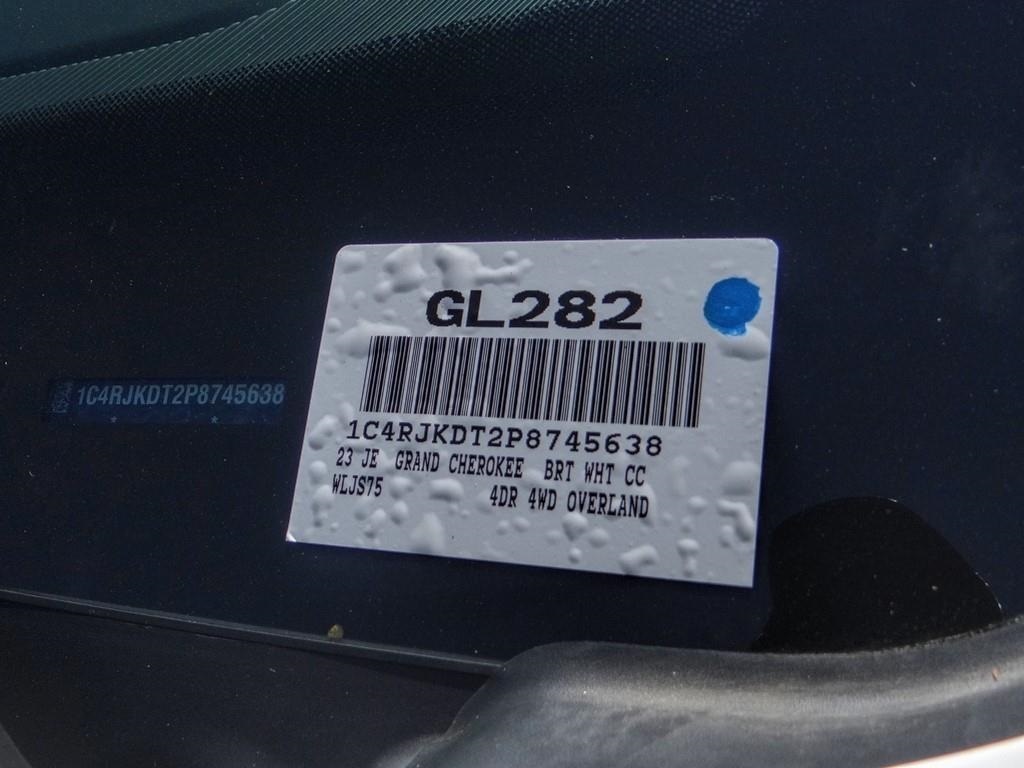 GL282
1C4RJKDT2P8745638
1C4RJKDT2P8745638
23 JE GRAND CHEROKEE BRT WHT CC
WLJS75 4DR 4WD OVERLAND